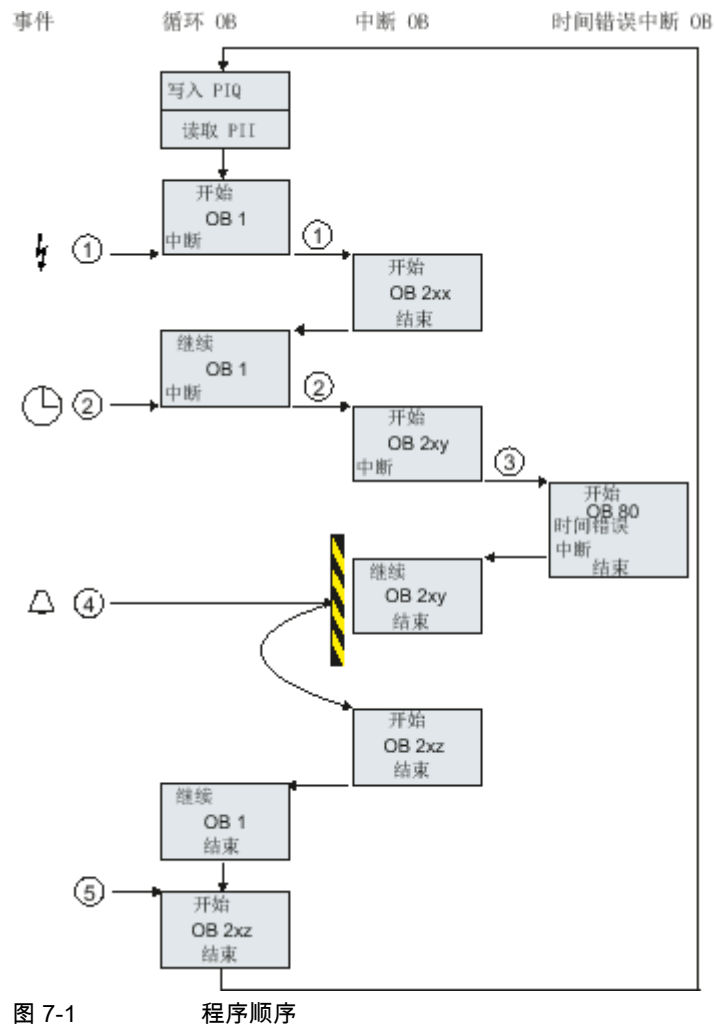 事件 循环 OB 中断 OB 时间错误中断 OB
写入 PIQ
读取 PII
开始
OB 1
中断
①
①
开始
OB 2xx
结束
继续
OB 1
中断
②
②
开始
OB 2xy
中断
③
开始
OB 80
时间错误
中断
结束
继续
OB 2xy
结束
④
开始
OB 2xz
结束
继续
OB 1
结束
⑤
开始
OB 2xz
结束
图 7-1 程序顺序